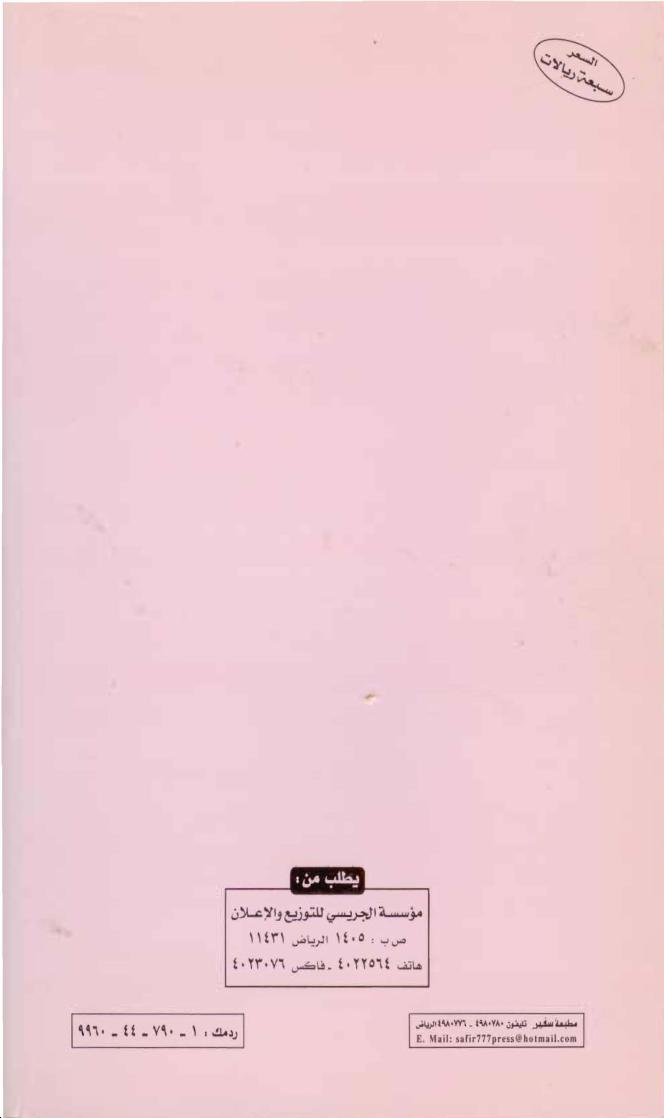 السعر
سبعة ريالات
يطلب من :
مؤسسة الجريسي للتوزيع والإعلان
ص ب : ١٤٠٥ الرياض ١١٤٣١
هاتف ٤٠٢٢٥٦٤ ـ فاكس ٤٠٢٣٠٧٦
مطبعة سفير تليفون ٤٩٨٠٧٨٠ ـ ٤٩٨٠٧٧٦ الرياض
E. Mail: safir777press@hotmail.com
ردمك : ١ ـ ٧٩٠ ـ ٤٤ ـ ٩٩٦٠